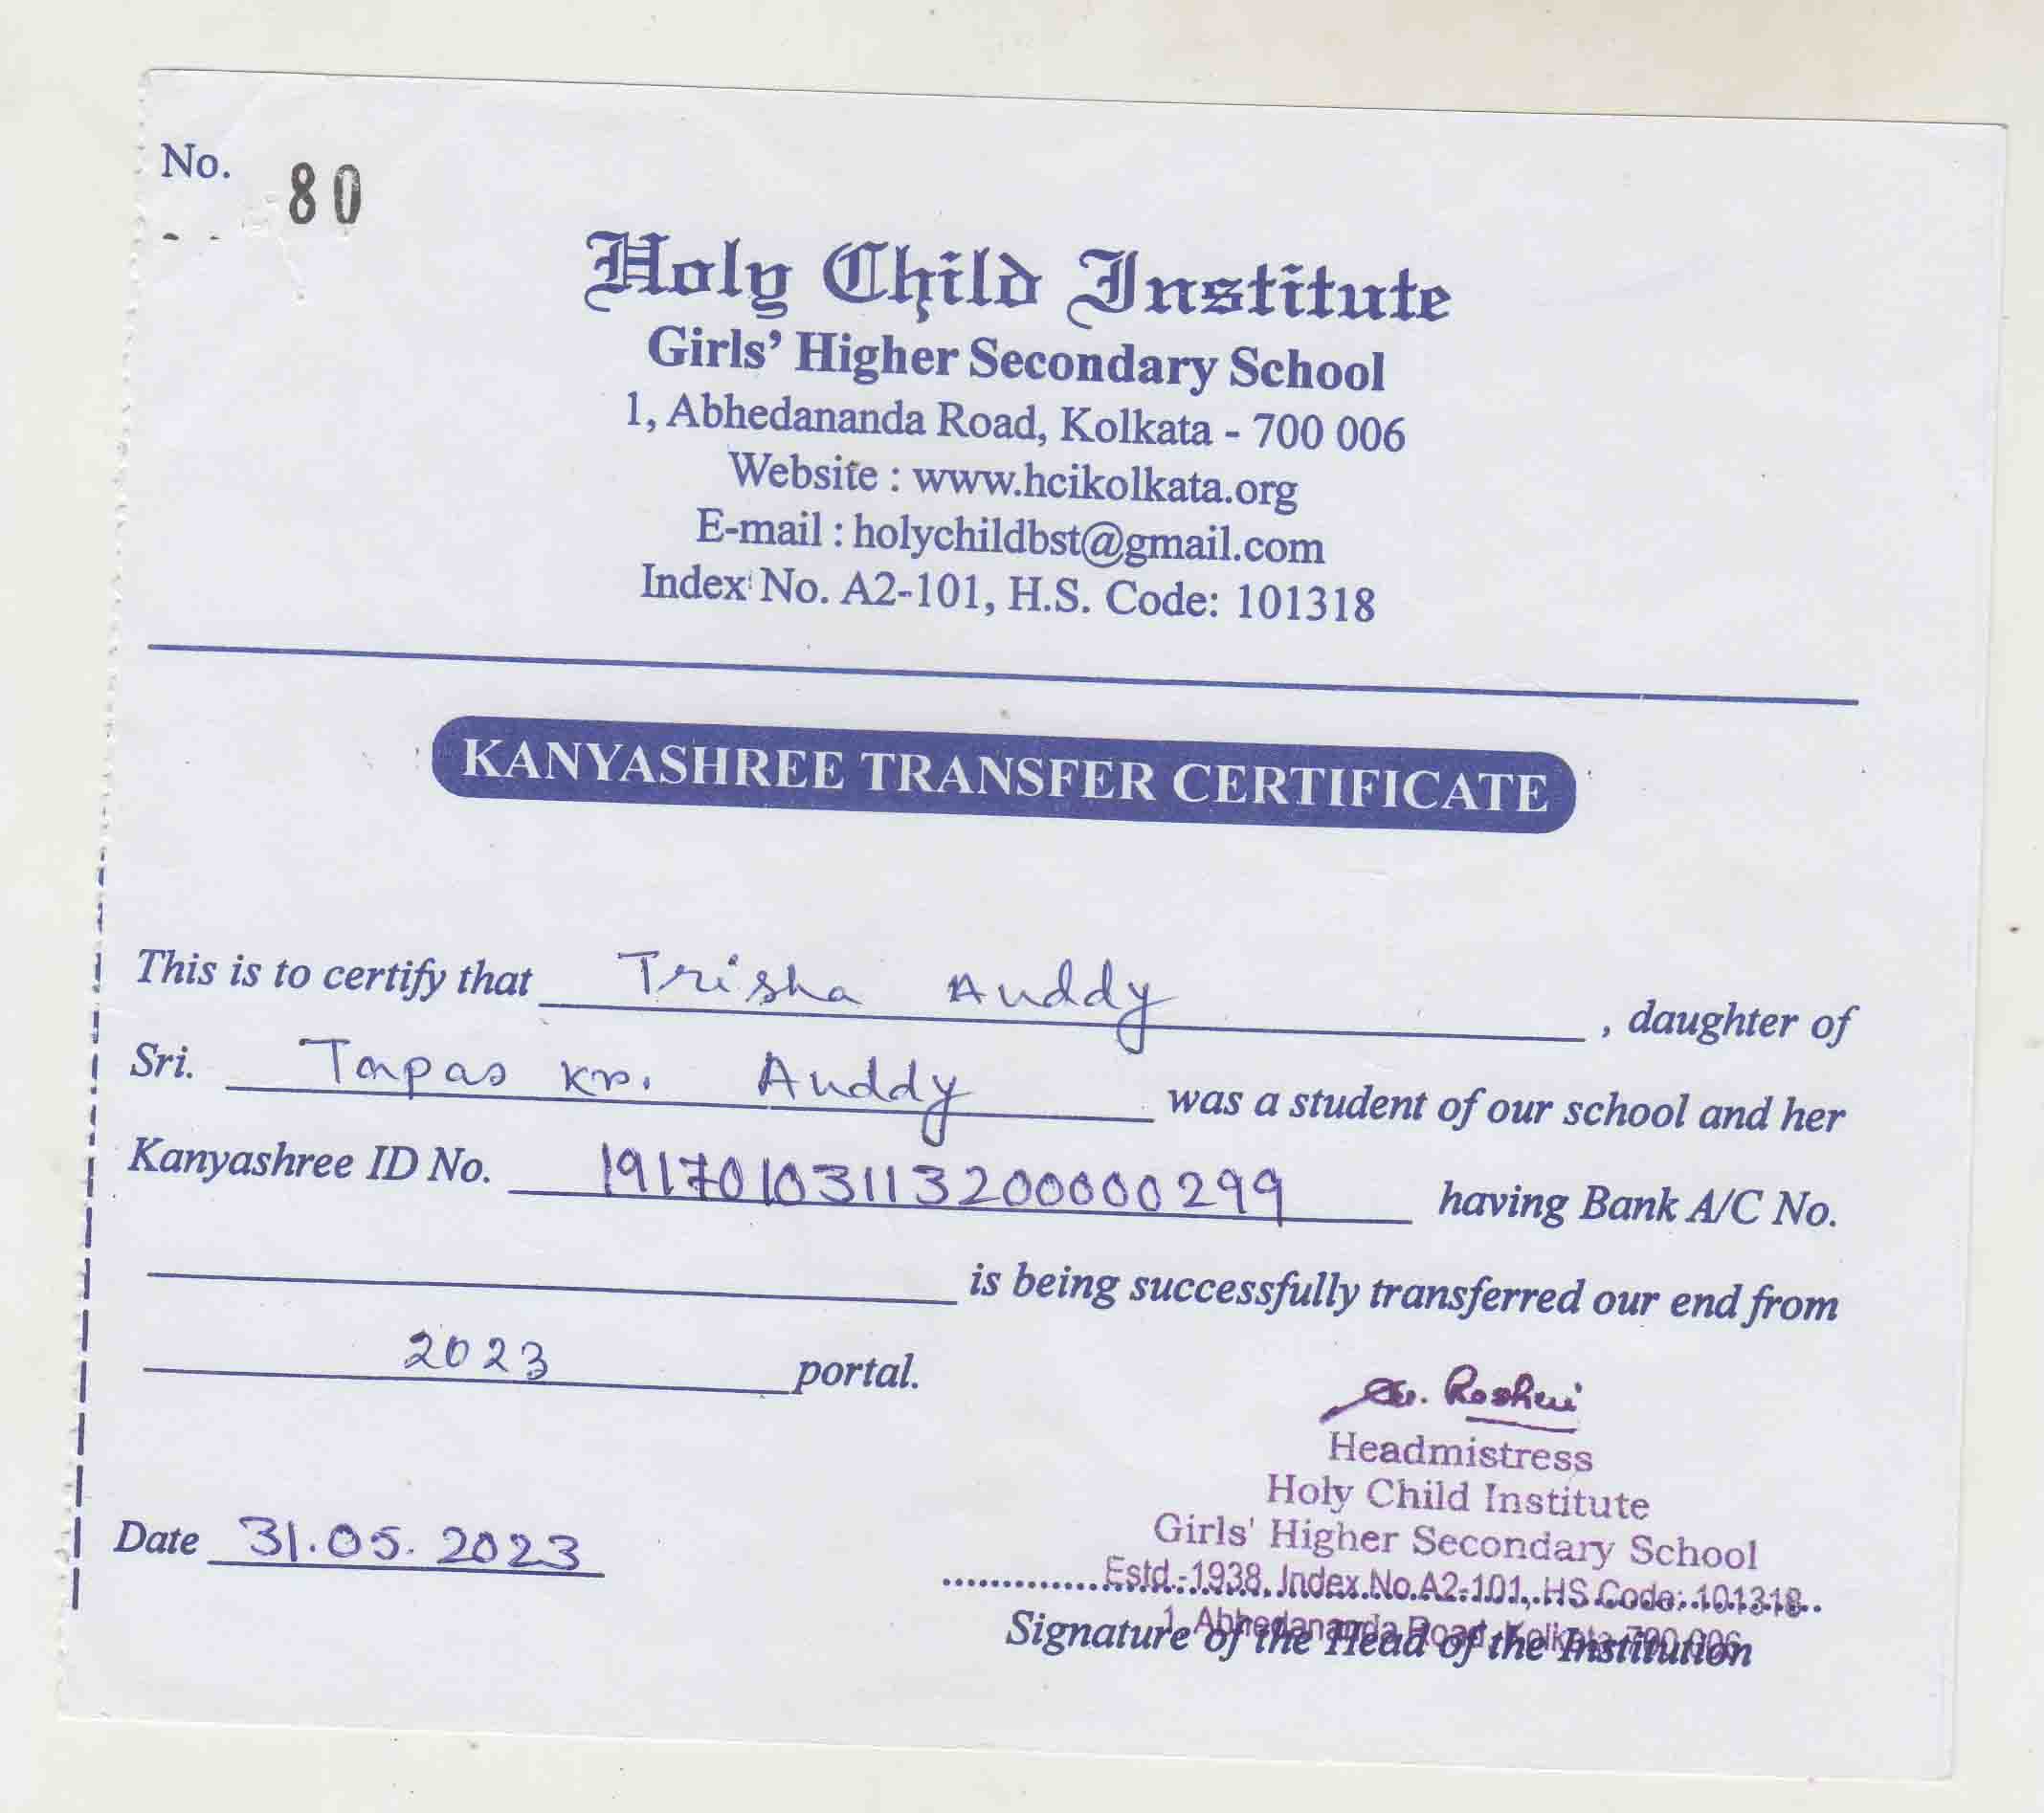 No. 80
Holy Child Institute
Girls' Higher Secondary School
1, Abhedananda Road, Kolkata - 700 006
Website : www.hcikolkata.org
E-mail : holychildbst@gmail.com
Index No. A2-101, H.S. Code: 101318
KANYASHREE TRANSFER CERTIFICATE
This is to certify that Trisha Auddy, daughter of
Sri. Tapas Kr. Auddy was a student of our school and her
Kanyashree ID No. 19170103113200000299 having Bank A/C No.
is being successfully transferred our end from
2023 portal.
Sr. Roshni
Headmistress
Holy Child Institute
Girls' Higher Secondary School
Date 31.05.2023
Estd.-1938, Index No.A2-101, HS Code: 101318
1, Abhedananda Road, Kolkata-700 006
Signature of the Head of the Institution